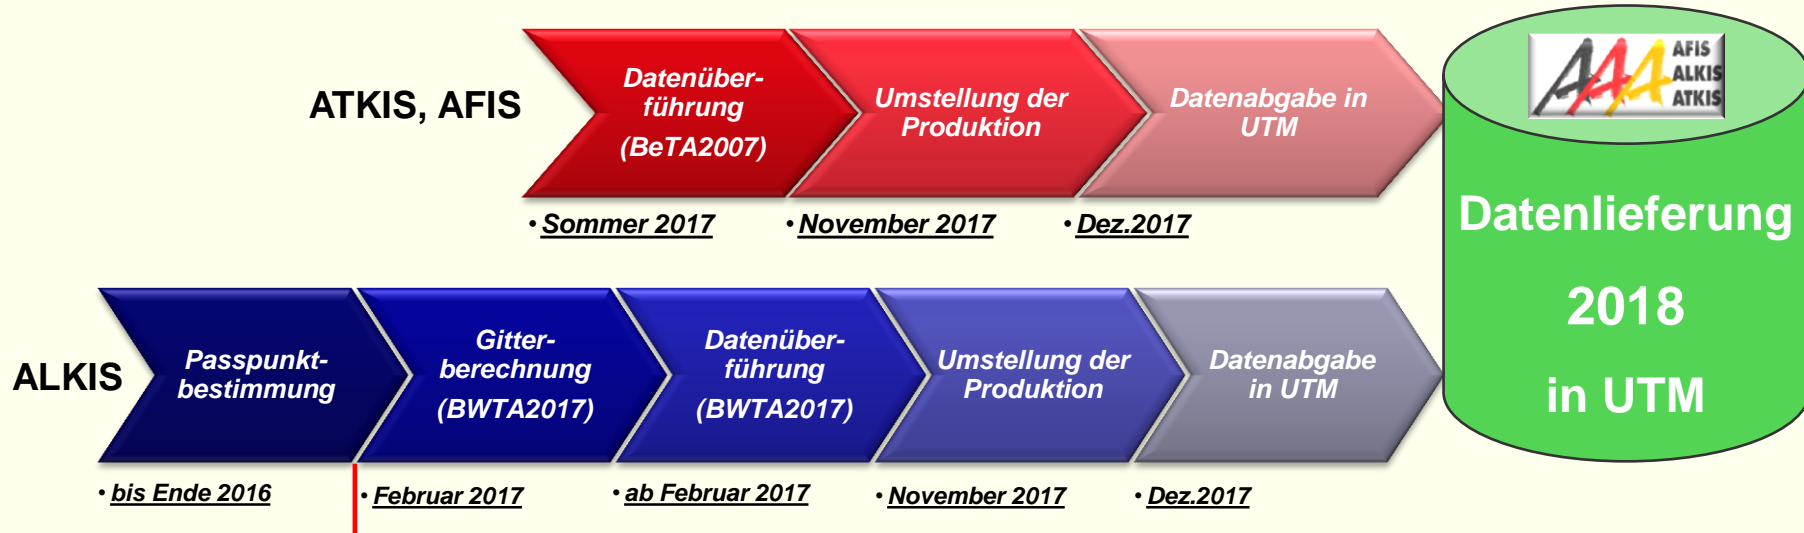 ATKIS, AFIS
Datenüber-
führung
(BeTA2007)
Umstellung der
Produktion
Datenabgabe in
UTM
• Sommer 2017
• November 2017
• Dez.2017
ALKIS
Passpunkt-
bestimmung
Gitter-
berechnung
(BWTA2017)
Datenüber-
führung
(BWTA2017)
Umstellung der
Produktion
Datenabgabe
in UTM
• bis Ende 2016
• Februar 2017
• ab Februar 2017
• November 2017
• Dez.2017
AAA
AFIS
ALKIS
ATKIS
Datenlieferung
2018
in UTM